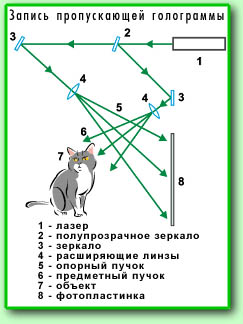 Запись пропускающей голограммы
3
2
1
4
4
3
5
6
7
8
1 - лазер
2 - полупрозрачное зеркало
3 - зеркало
4 - расширяющие линзы
5 - опорный пучок
6 - предметный пучок
7 - объект
8 - фотопластинка